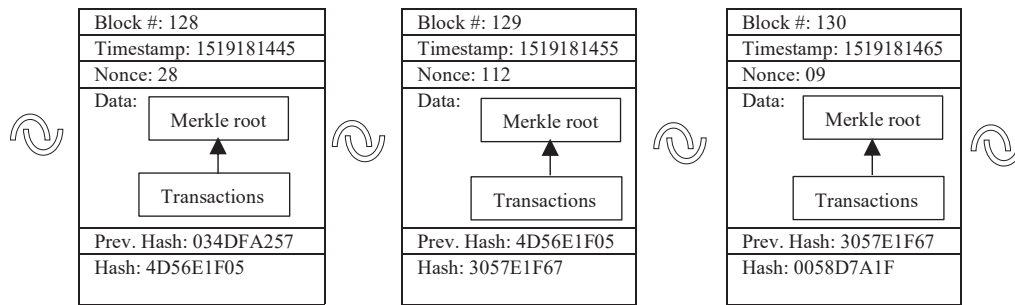 Block #: 128
Timestamp: 1519181445
Nonce: 28
Data:
Merkle root
Transactions
Prev. Hash: 034DFA257
Hash: 4D56E1F05
Block #: 129
Timestamp: 1519181455
Nonce: 112
Data:
Merkle root
Transactions
Prev. Hash: 4D56E1F05
Hash: 3057E1F67
Block #: 130
Timestamp: 1519181465
Nonce: 09
Data:
Merkle root
Transactions
Prev. Hash: 3057E1F67
Hash: 0058D7A1F